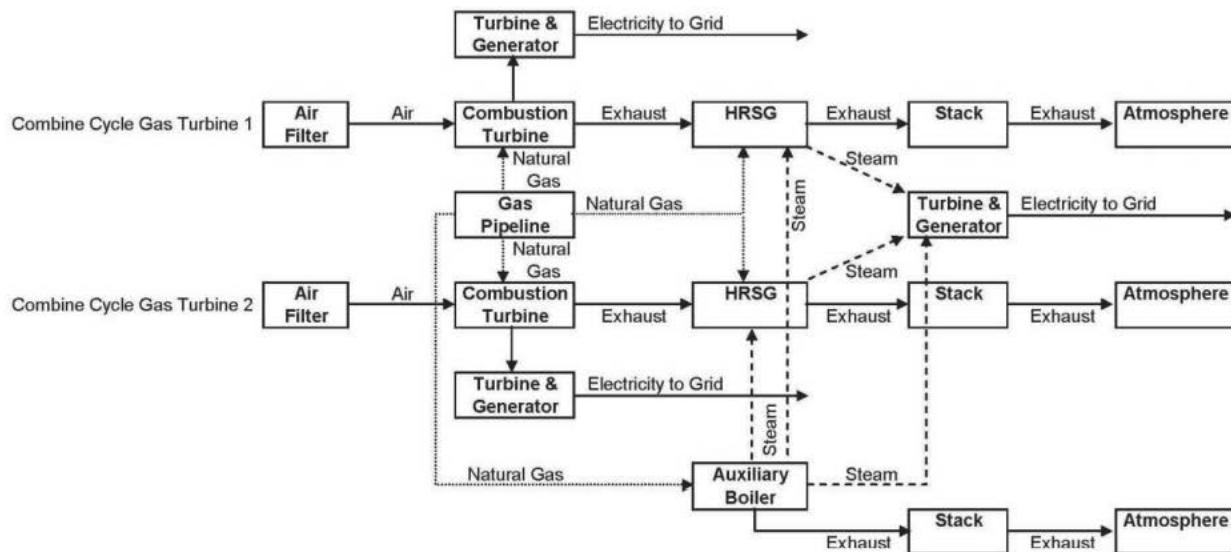 Turbine &
Generator
Electricity to Grid
Combine Cycle Gas Turbine 1
Air
Filter
Air
Combustion
Turbine
Exhaust
HRSG
Exhaust
Stack
Exhaust
Atmosphere
Natural
Gas
Steam
Gas
Pipeline
Natural Gas
Steam
Turbine &
Generator
Electricity to Grid
Natural
Gas
Steam
Combine Cycle Gas Turbine 2
Air
Filter
Air
Combustion
Turbine
Exhaust
HRSG
Exhaust
Stack
Exhaust
Atmosphere
Turbine &
Generator
Electricity to Grid
Steam
Natural Gas
Auxiliary
Boiler
Steam
Exhaust
Stack
Exhaust
Atmosphere